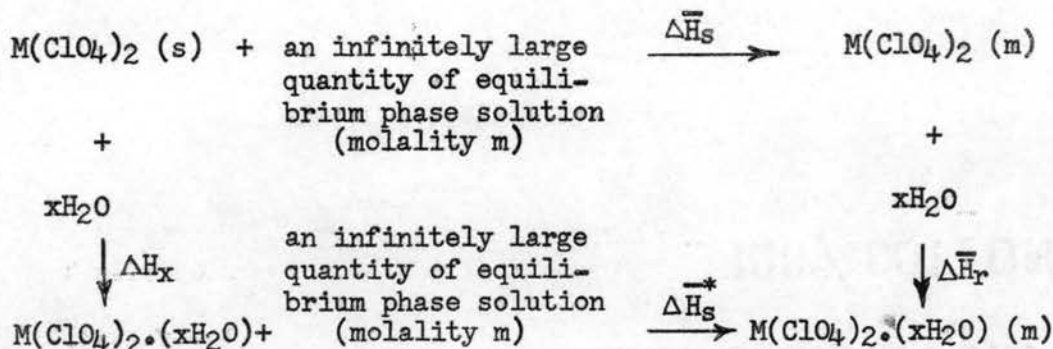 M(ClO4)2 (s) + an infinitely large ΔH̅s M(ClO4)2 (m)
quantity of equili-
brium phase solution
+ (molality m) +
xH2O xH2O
an infinitely large
ΔHx quantity of equili- ΔH̅r
brium phase solution
M(ClO4)2.(xH2O)+ (molality m) ΔH̅s* M(ClO4)2.(xH2O) (m)